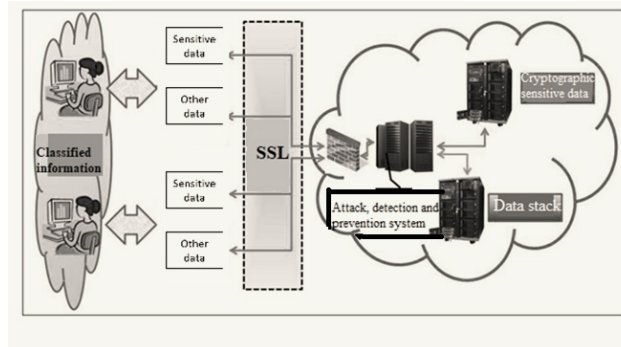 Sensitive
data
Other
data
Classified
information
Sensitive
data
Other
data
SSL
Cryptographic
sensitive data
Attack, detection and
prevention system
Data stack